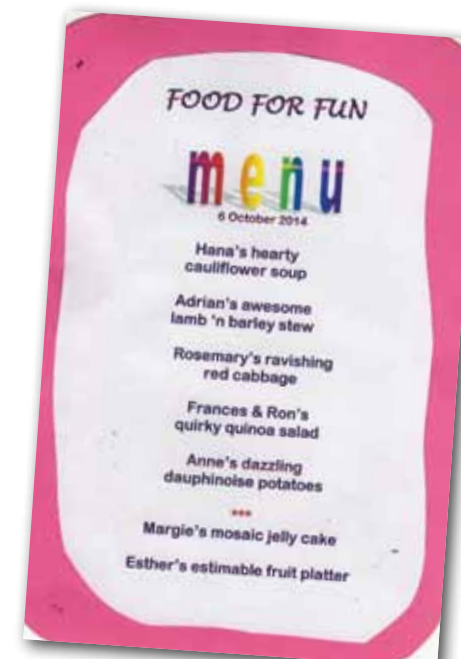 FOOD FOR FUN
menu
6 October 2014
Hana's hearty
cauliflower soup
Adrian's awesome
lamb 'n barley stew
Rosemary's ravishing
red cabbage
Frances & Ron's
quirky quinoa salad
Anne's dazzling
dauphinoise potatoes
***
Margie's mosaic jelly cake
Esther's estimable fruit platter